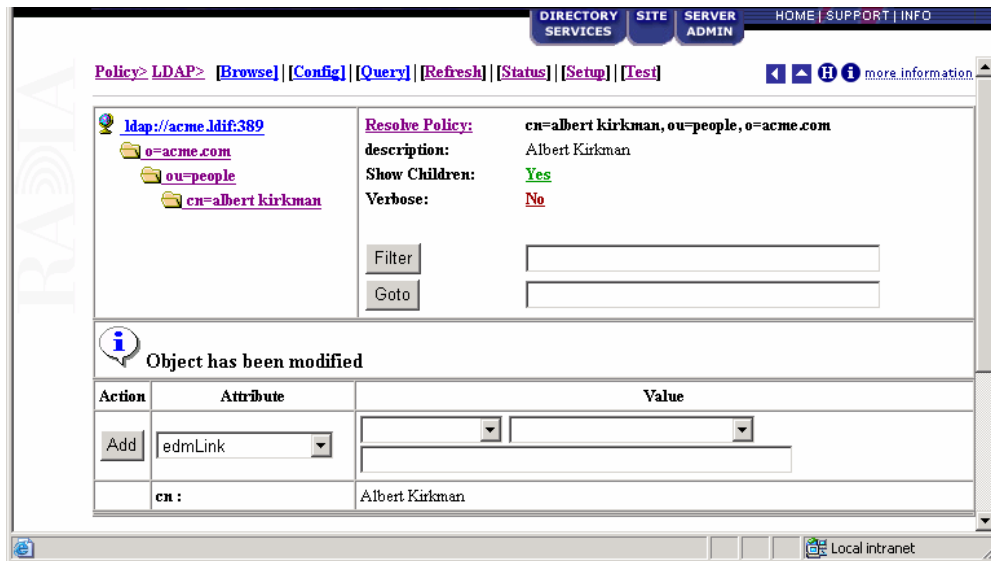 DIRECTORY SERVICES
SITE
SERVER ADMIN
HOME | SUPPORT | INFO
Policy> LDAP> [Browse] | [Config] | [Query] | [Refresh] | [Status] | [Setup] | [Test]
H i more information
RADIA
ldap://acme.ldif:389
o=acme.com
ou=people
cn=albert kirkman
Resolve Policy: cn=albert kirkman, ou=people, o=acme.com
description: Albert Kirkman
Show Children: Yes
Verbose: No
Filter
Goto
i Object has been modified
Action Attribute Value
Add edmLink
cn : Albert Kirkman
Local intranet